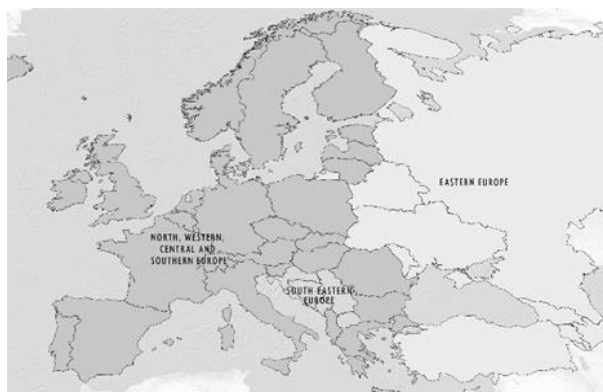 EASTERN EUROPE
NORTH, WESTERN,
CENTRAL AND
SOUTHERN EUROPE
SOUTH EASTERN
EUROPE